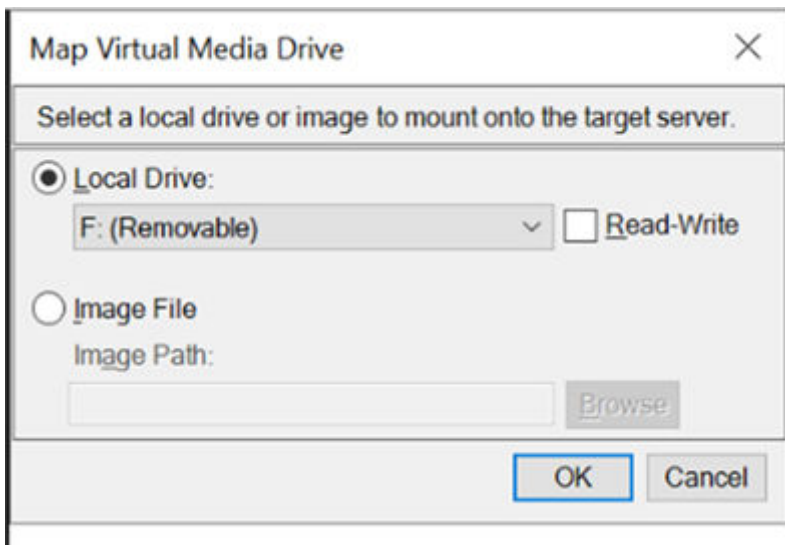 Map Virtual Media Drive
Select a local drive or image to mount onto the target server.
Local Drive:
F: (Removable) Read-Write
Image File
Image Path:
Browse
OK Cancel